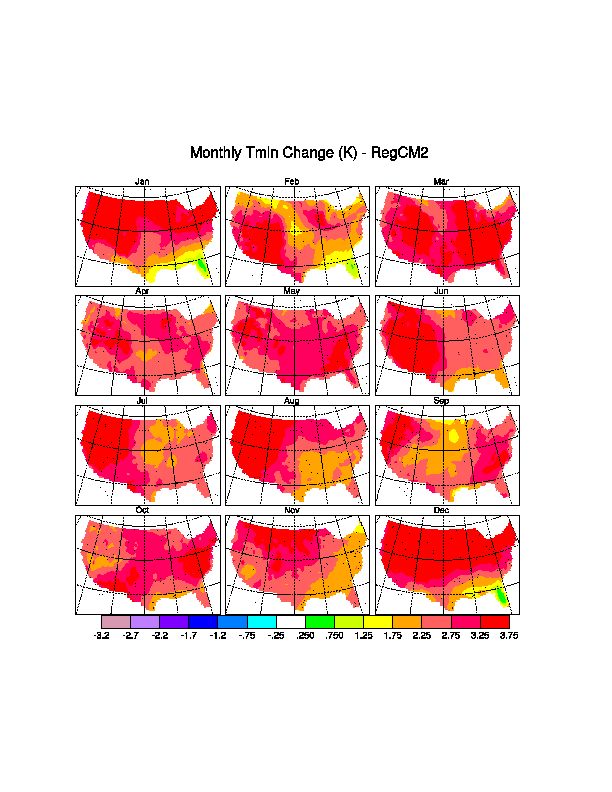 Monthly Tmin Change (K) - RegCM2
Jan Feb Mar
Apr May Jun
Jul Aug Sep
Oct Nov Dec
-3.2 -2.7 -2.2 -1.7 -1.2 -.75 -.25 .250 .750 1.25 1.75 2.25 2.75 3.25 3.75